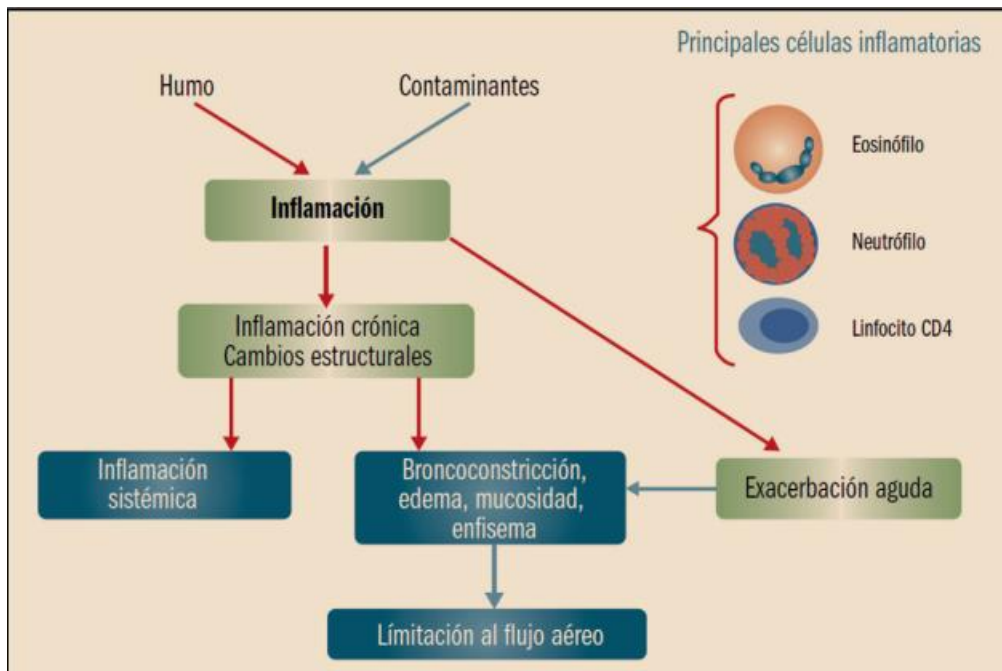 Principales células inflamatorias
Humo
Contaminantes
Eosinófilo
Inflamación
Neutrófilo
Inflamación crónica
Cambios estructurales
Linfocito CD4
Inflamación
sistémica
Broncoconstricción,
edema, mucosidad,
enfisema
Exacerbación aguda
Límitación al flujo aéreo